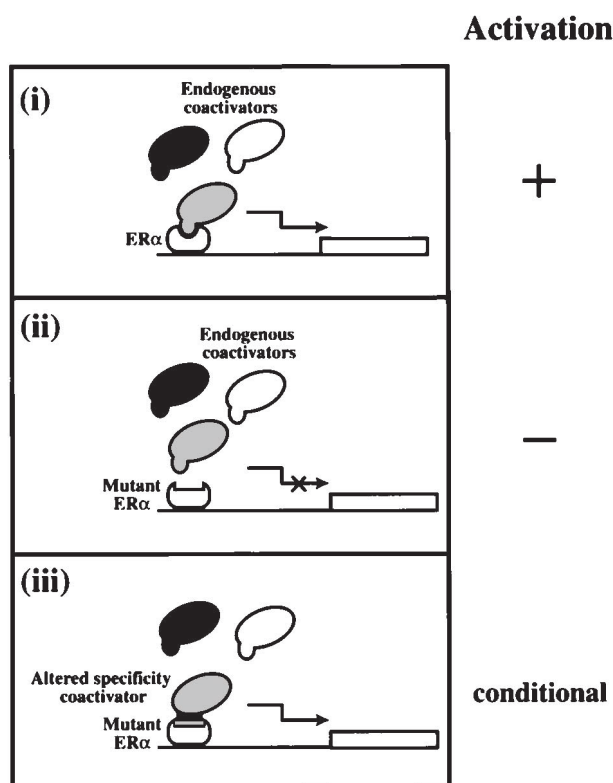 Activation
(i)
Endogenous
coactivators
ERα
+
(ii)
Endogenous
coactivators
Mutant
ERα
−
(iii)
Altered specificity
coactivator
Mutant
ERα
conditional